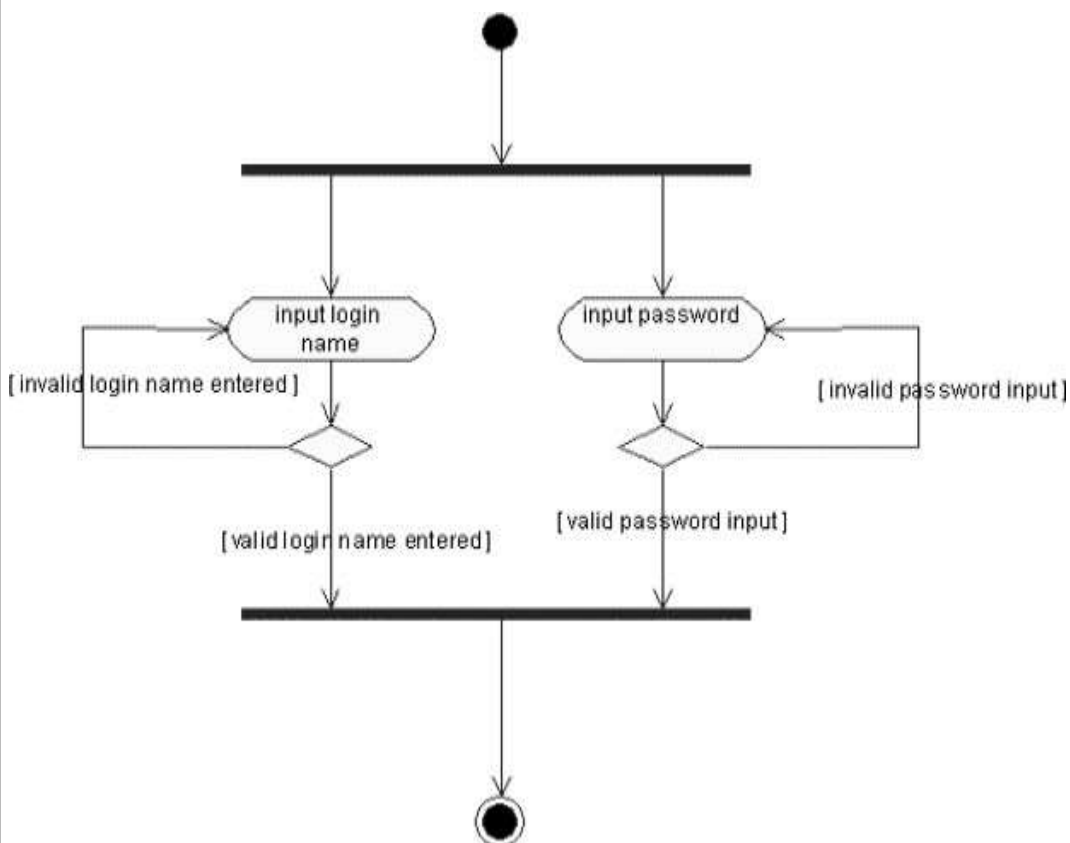 input login
name
input password
[invalid login name entered]
[invalid password input]
[valid password input]
[valid login name entered]